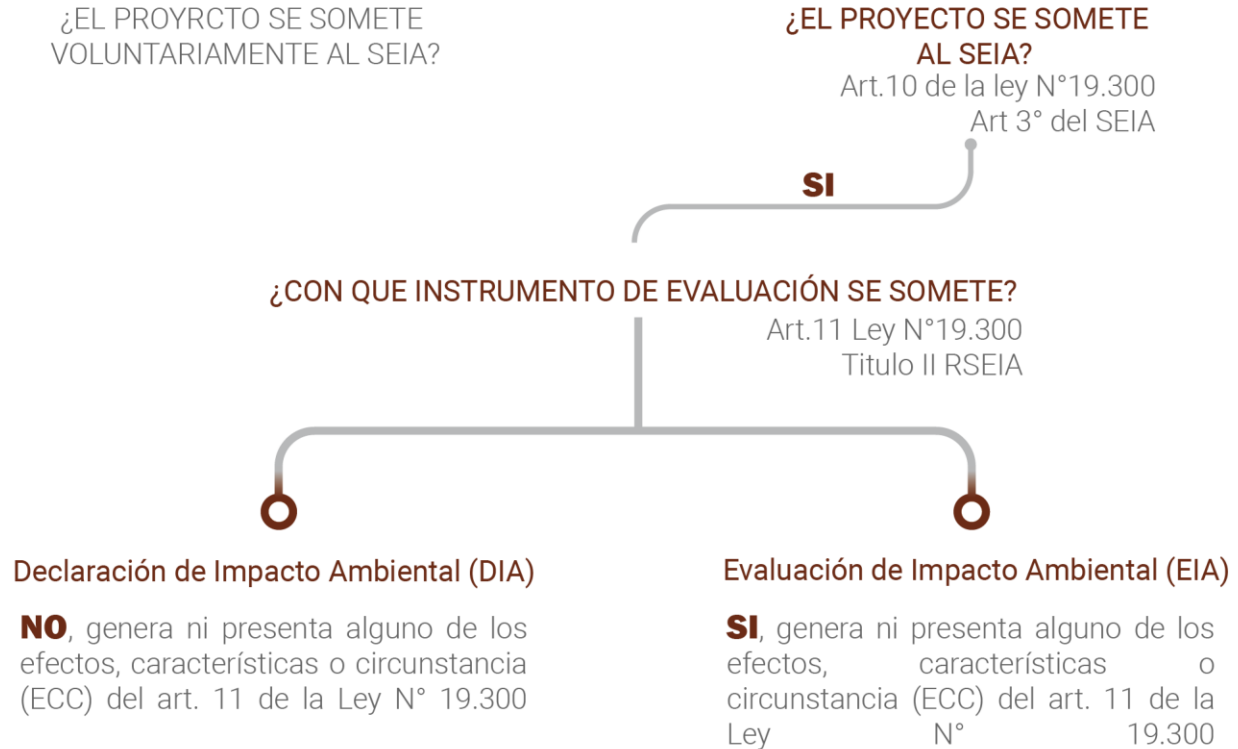 ¿EL PROYRCTO SE SOMETE
VOLUNTARIAMENTE AL SEIA?
¿EL PROYECTO SE SOMETE
AL SEIA?
Art.10 de la ley N°19.300
Art 3° del SEIA
SI
¿CON QUE INSTRUMENTO DE EVALUACIÓN SE SOMETE?
Art.11 Ley N°19.300
Titulo II RSEIA
Declaración de Impacto Ambiental (DIA)
NO, genera ni presenta alguno de los
efectos, características o circunstancia
(ECC) del art. 11 de la Ley N° 19.300
Evaluación de Impacto Ambiental (EIA)
SI, genera ni presenta alguno de los
efectos, características o
circunstancia (ECC) del art. 11 de la
Ley N° 19.300